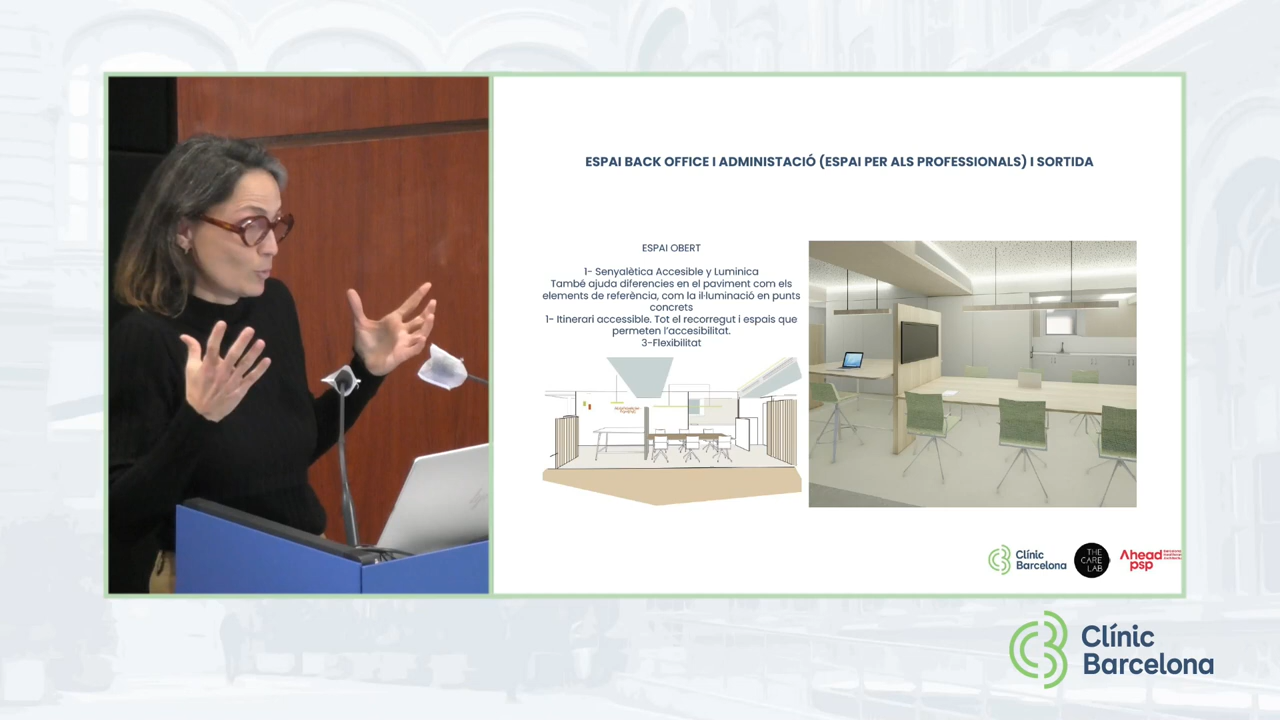 ESPAI BACK OFFICE I ADMINISTACIÓ (ESPAI PER ALS PROFESSIONALS) I SORTIDA
ESPAI OBERT
1- Senyalètica Accesible y Luminica
També ajuda diferencies en el paviment com els
elements de referència, com la il·luminació en punts
concrets
1- Itinerari accessible. Tot el recorregut i espais que
permeten l'accesibilitat.
3-Flexibilitat
Clínic
Barcelona
THE
CARE
LAB
Ahead
psp
Clínic
Barcelona